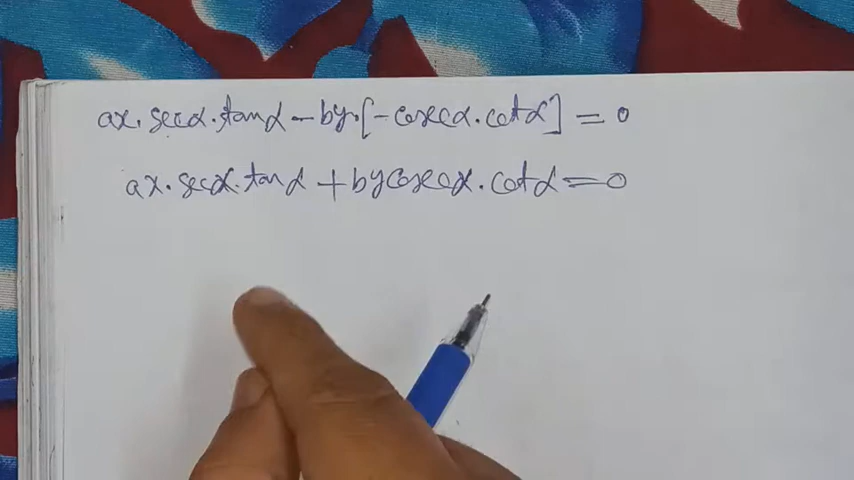 ax. secα. tanα - by. [- cosecα. cotα] = 0
ax. secα. tanα + by cosecα. cotα = 0